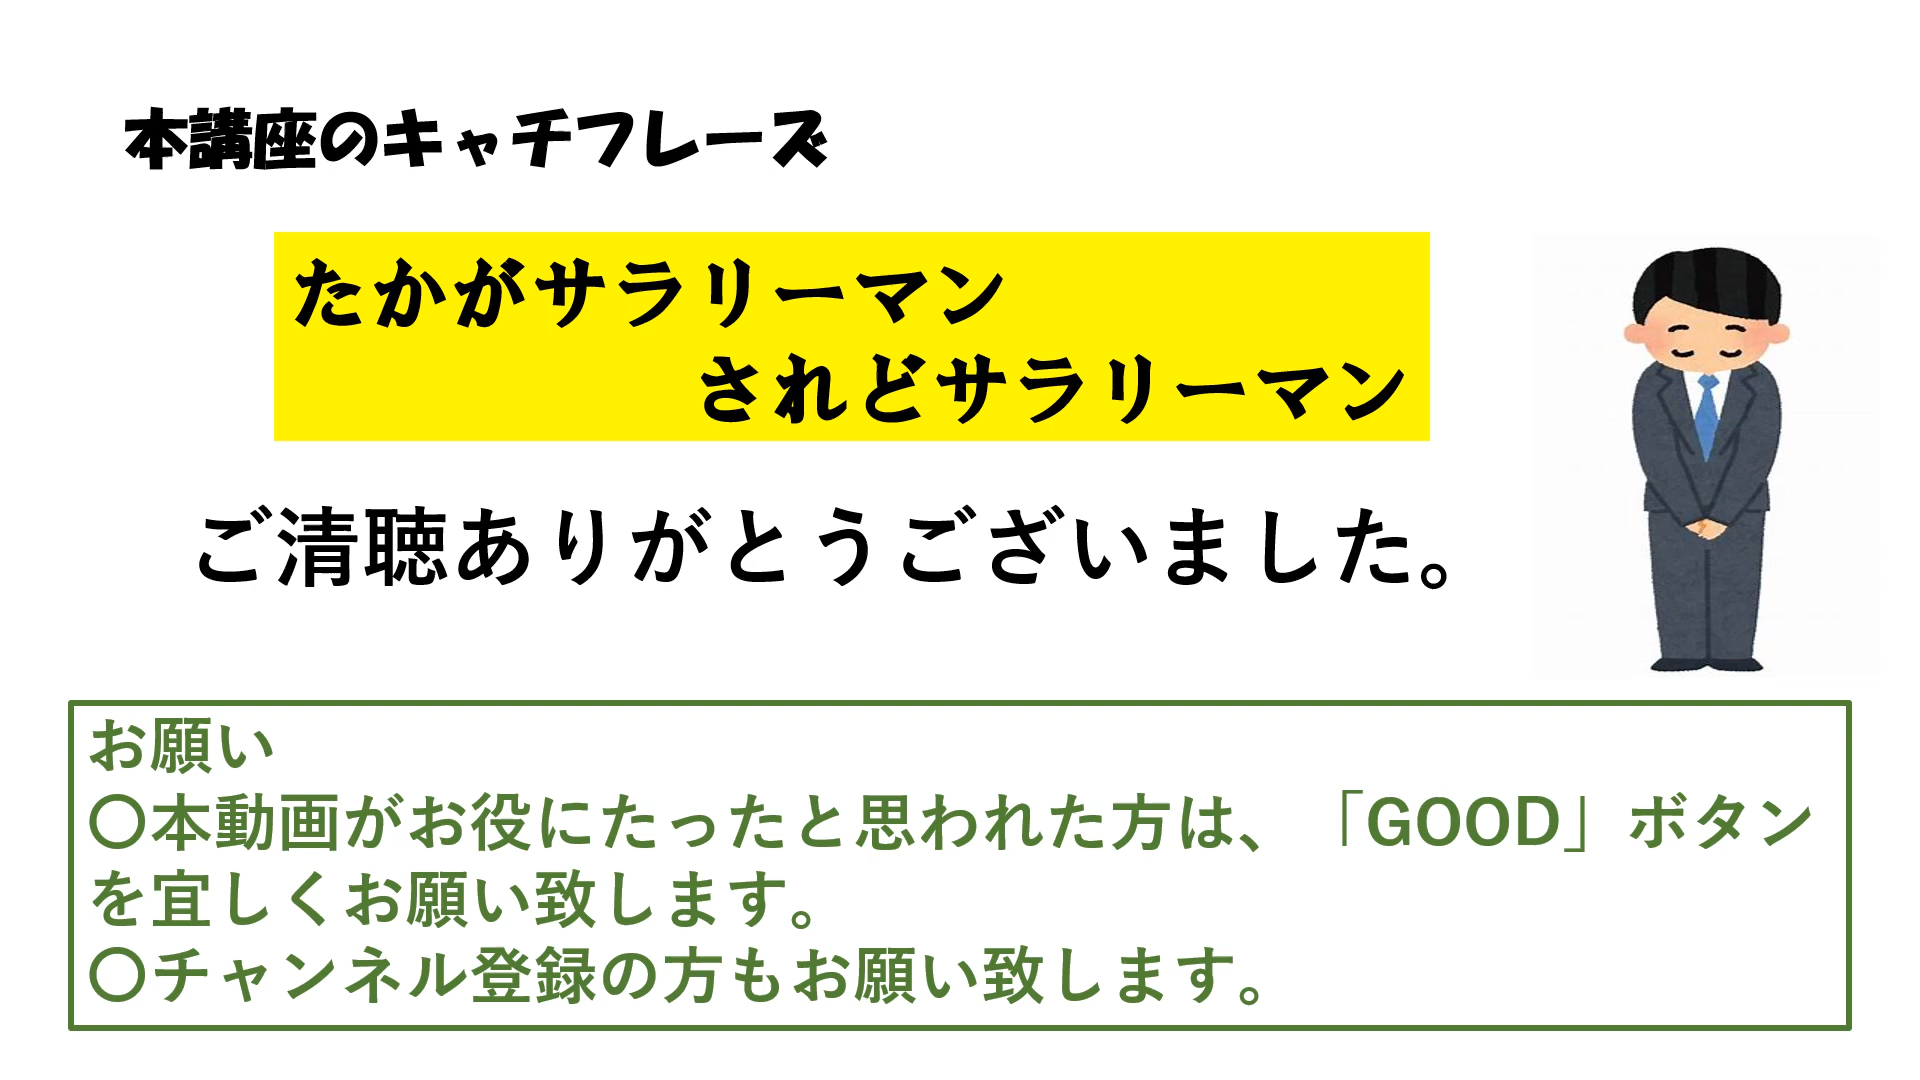 本講座のキャチフレーズ
たかがサラリーマン
されどサラリーマン
ご清聴ありがとうございました。
お願い
〇本動画がお役にたったと思われた方は、「GOOD」ボタン
を宜しくお願い致します。
〇チャンネル登録の方もお願い致します。